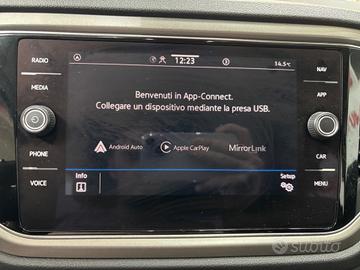 RADIO
12:23
14.5°C
NAV
MEDIA
Benvenuti in App-Connect.
Collegare un dispositivo mediante la presa USB.
APP
PHONE
Android Auto
Apple CarPlay
MirrorLink
CAR
VOICE
Info
Setup
MENU
subito